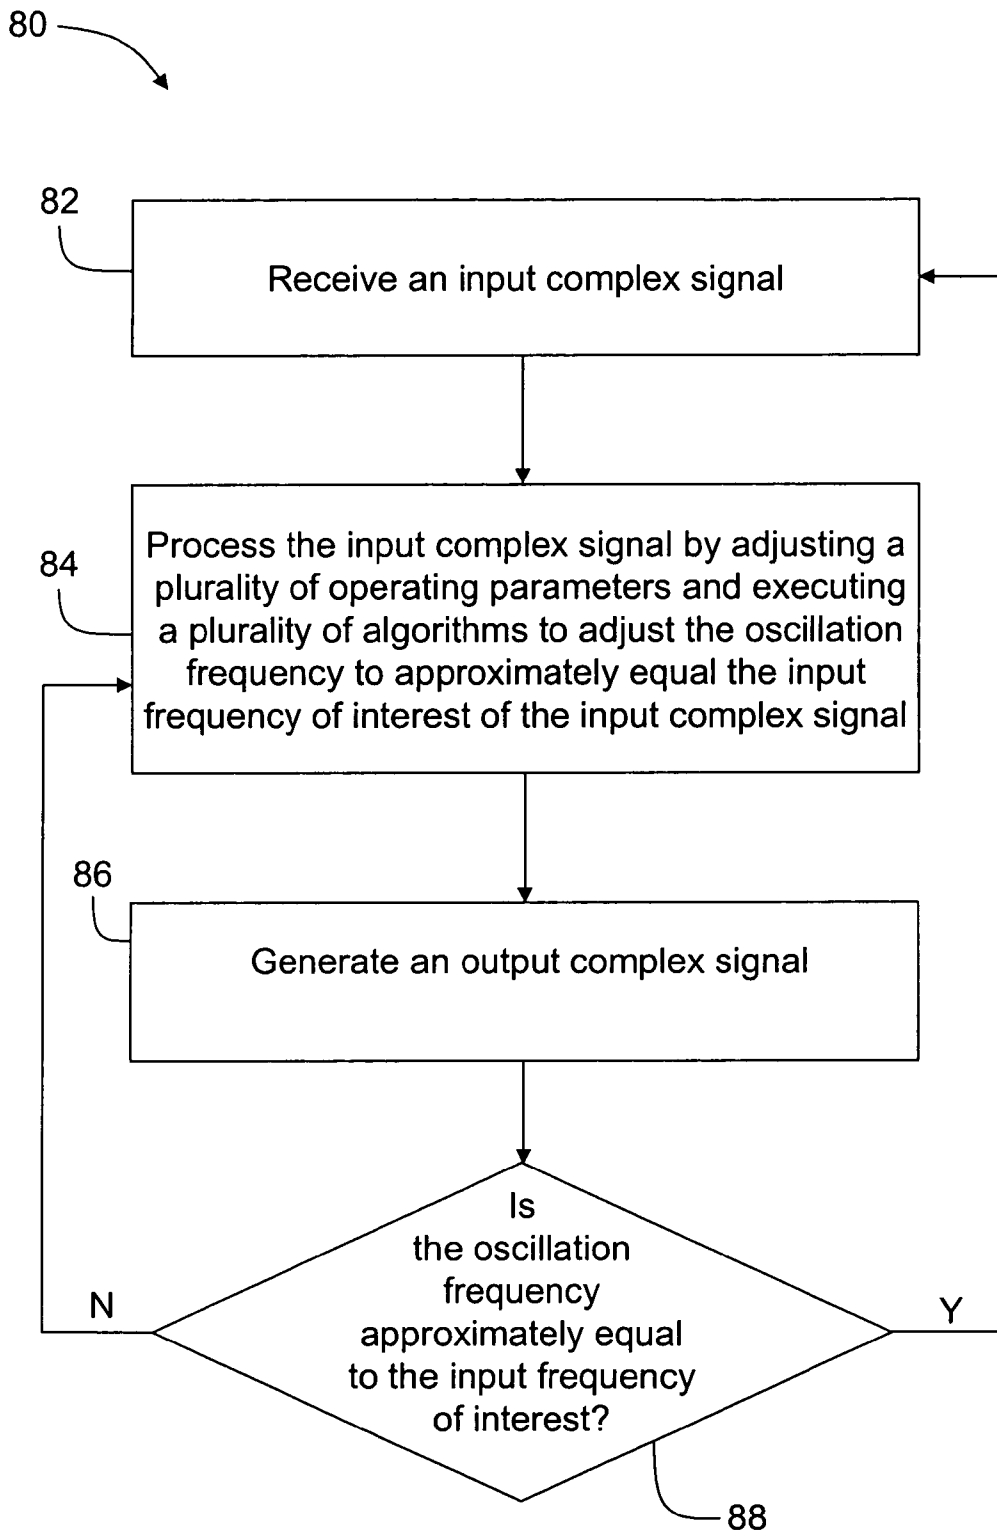 80
82
Receive an input complex signal
84
Process the input complex signal by adjusting a
plurality of operating parameters and executing
a plurality of algorithms to adjust the oscillation
frequency to approximately equal the input
frequency of interest of the input complex signal
86
Generate an output complex signal
Is
the oscillation
frequency
approximately equal
to the input frequency
of interest?
N
Y
88